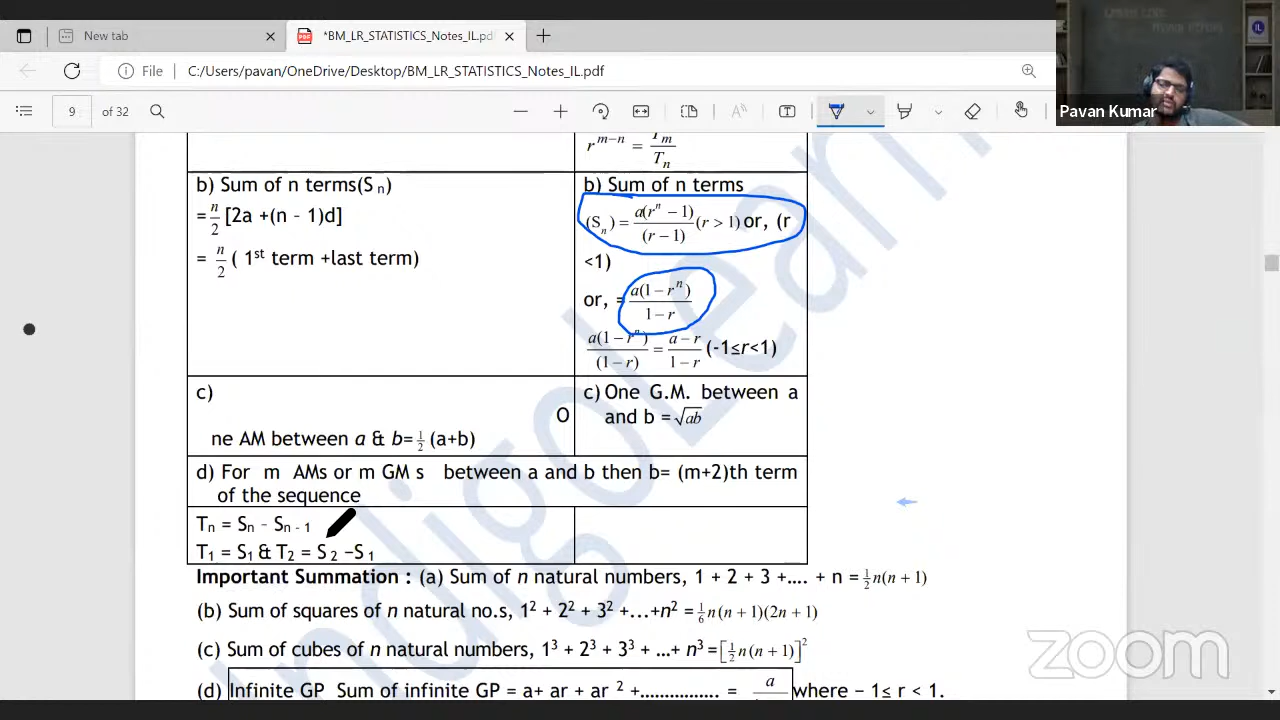 New tab
*BM_LR_STATISTICS_Notes_IL.pdf
File C:/Users/pavan/OneDrive/Desktop/BM_LR_STATISTICS_Notes_IL.pdf
9 of 32
Pavan Kumar
r^{m−n} = T_m / T_n
b) Sum of n terms(S n)
= n/2 [2a +(n - 1)d]
= n/2 ( 1st term +last term)
b) Sum of n terms
(S_n) = a(r^n − 1)/(r − 1) (r > 1) or, (r
<1)
or, = a(1 − r^n)/(1 − r)
a(1 − r^n)/(1 − r) = (a − r)/(1 − r) (-1≤r<1)
c)
O
ne AM between a & b= ½ (a+b)
c) One G.M. between a
and b = √ab
d) For m AMs or m GM s between a and b then b= (m+2)th term
of the sequence
Tn = Sn - Sn - 1
T1 = S1 & T2 = S 2 –S 1
Important Summation : (a) Sum of n natural numbers, 1 + 2 + 3 +.... + n = ½ n(n + 1)
(b) Sum of squares of n natural no.s, 1² + 2² + 3² +...+n² = 1/6 n(n + 1)(2n + 1)
(c) Sum of cubes of n natural numbers, 1³ + 2³ + 3³ + ...+ n³ = [½ n(n + 1)]²
(d) Infinite GP Sum of infinite GP = a+ ar + ar ² +............... = a where − 1≤ r < 1.
IndigoLearn
zoom